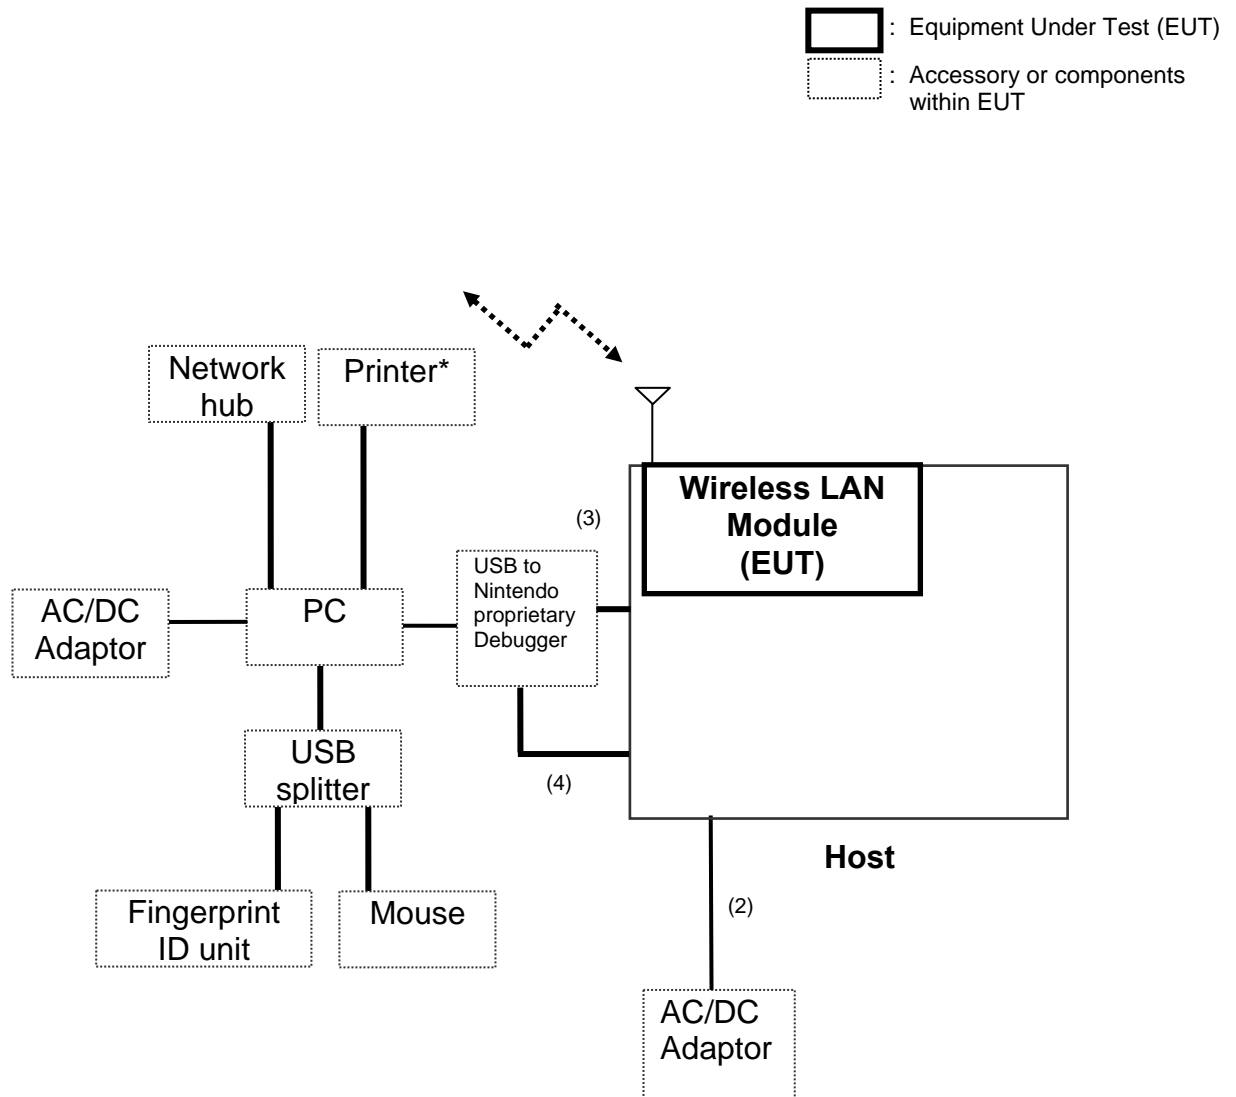 : Equipment Under Test (EUT)
: Accessory or components
within EUT
Network
hub
Printer*
Wireless LAN
Module
(EUT)
(3)
USB to
Nintendo
proprietary
Debugger
AC/DC
Adaptor
PC
USB
splitter
(4)
Host
Fingerprint
ID unit
Mouse
(2)
AC/DC
Adaptor